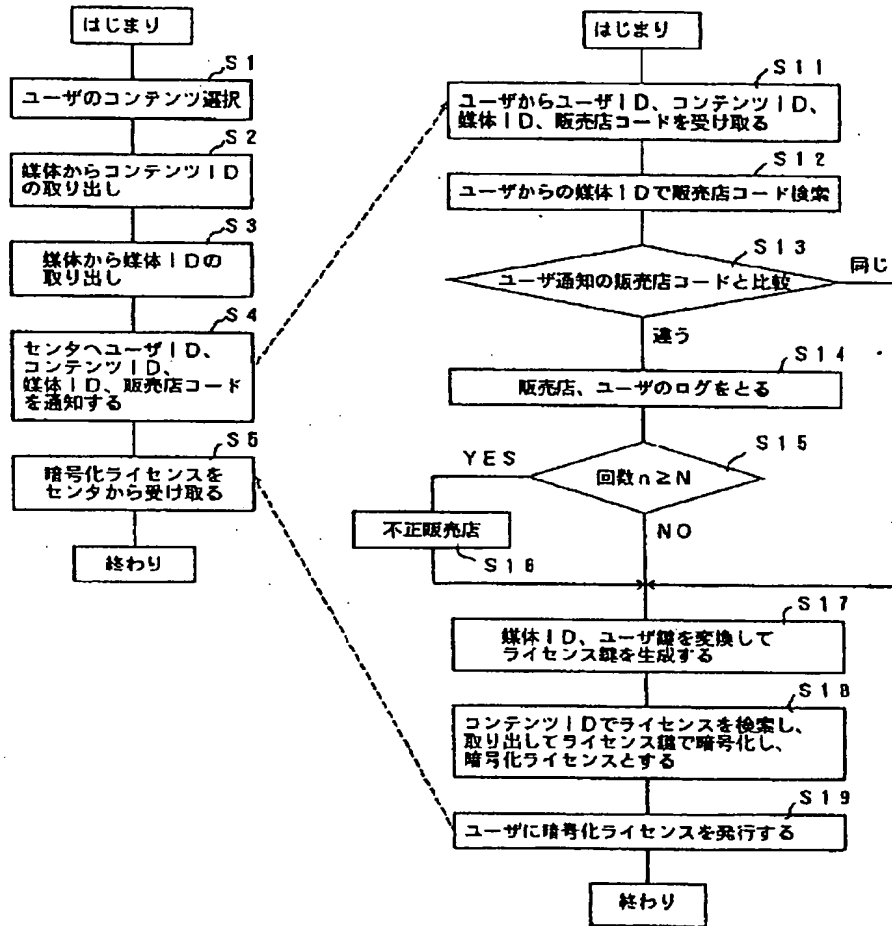 はじまり
S1
ユーザのコンテンツ選択
S2
媒体からコンテンツID
の取り出し
S3
媒体から媒体IDの
取り出し
S4
センタへユーザID、
コンテンツID、
媒体ID、販売店コード
を通知する
S5
暗号化ライセンスを
センタから受け取る
終わり
はじまり
S11
ユーザからユーザID、コンテンツID、
媒体ID、販売店コードを受け取る
S12
ユーザからの媒体IDで販売店コード検索
S13
ユーザ通知の販売店コードと比較
同じ
違う
S14
販売店、ユーザのログをとる
S15
回数n≥N
YES
NO
不正販売店
S16
S17
媒体ID、ユーザ鍵を変換して
ライセンス鍵を生成する
S18
コンテンツIDでライセンスを検索し、
取り出してライセンス鍵で暗号化し、
暗号化ライセンスとする
S19
ユーザに暗号化ライセンスを発行する
終わり